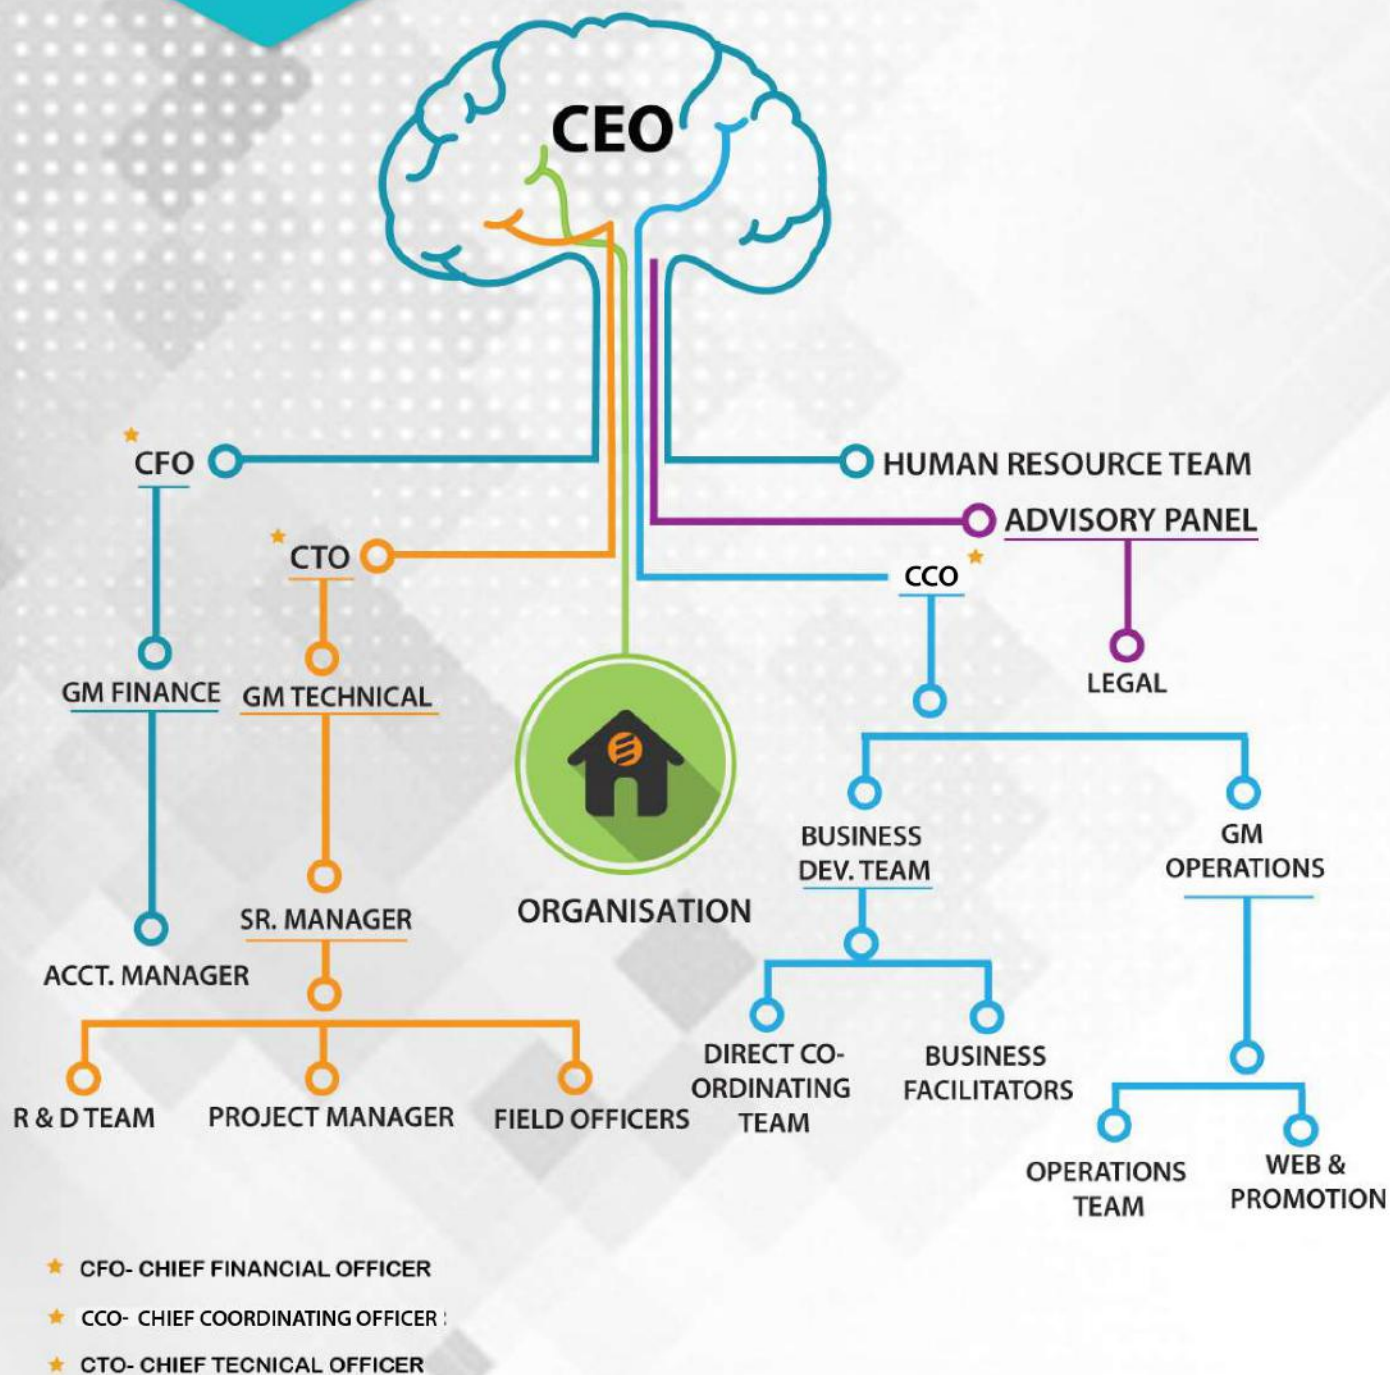 CEO
CFO
HUMAN RESOURCE TEAM
ADVISORY PANEL
CTO
CCO
LEGAL
GM FINANCE
GM TECHNICAL
BUSINESS
DEV. TEAM
GM
OPERATIONS
ORGANISATION
SR. MANAGER
ACCT. MANAGER
DIRECT CO-
ORDINATING
TEAM
BUSINESS
FACILITATORS
R & D TEAM
PROJECT MANAGER
FIELD OFFICERS
OPERATIONS
TEAM
WEB &
PROMOTION
CFO- CHIEF FINANCIAL OFFICER
CCO- CHIEF COORDINATING OFFICER :
CTO- CHIEF TECNICAL OFFICER